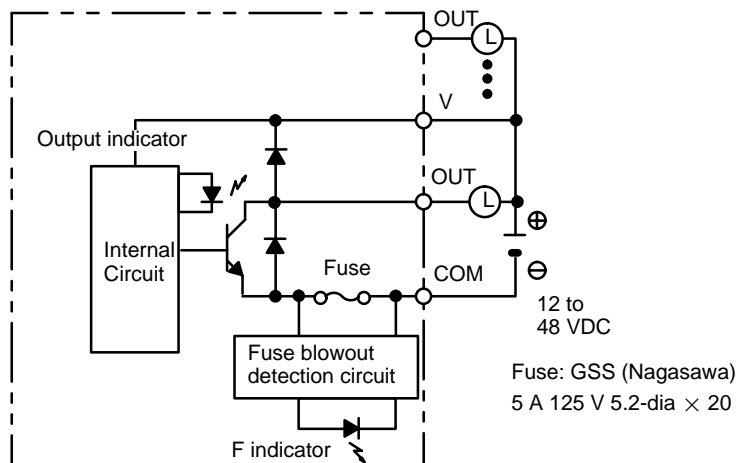 OUT
L
V
Output indicator
OUT
L
⊕
Internal
Circuit
Fuse
COM
⊖
12 to
48 VDC
Fuse blowout
detection circuit
Fuse: GSS (Nagasawa)
5 A 125 V 5.2-dia × 20
F indicator